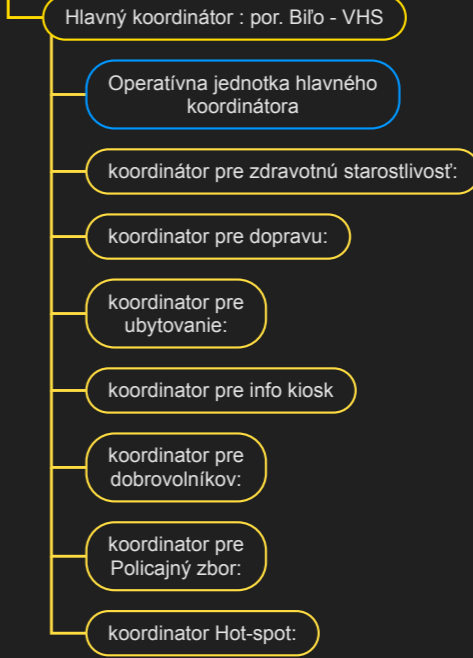 Hlavný koordinátor : por. Biľo - VHS
Operatívna jednotka hlavného
koordinátora
koordinátor pre zdravotnú starostlivosť:
koordinator pre dopravu:
koordinator pre
ubytovanie:
koordinator pre info kiosk
koordinator pre
dobrovolníkov:
koordinator pre
Policajný zbor:
koordinator Hot-spot: